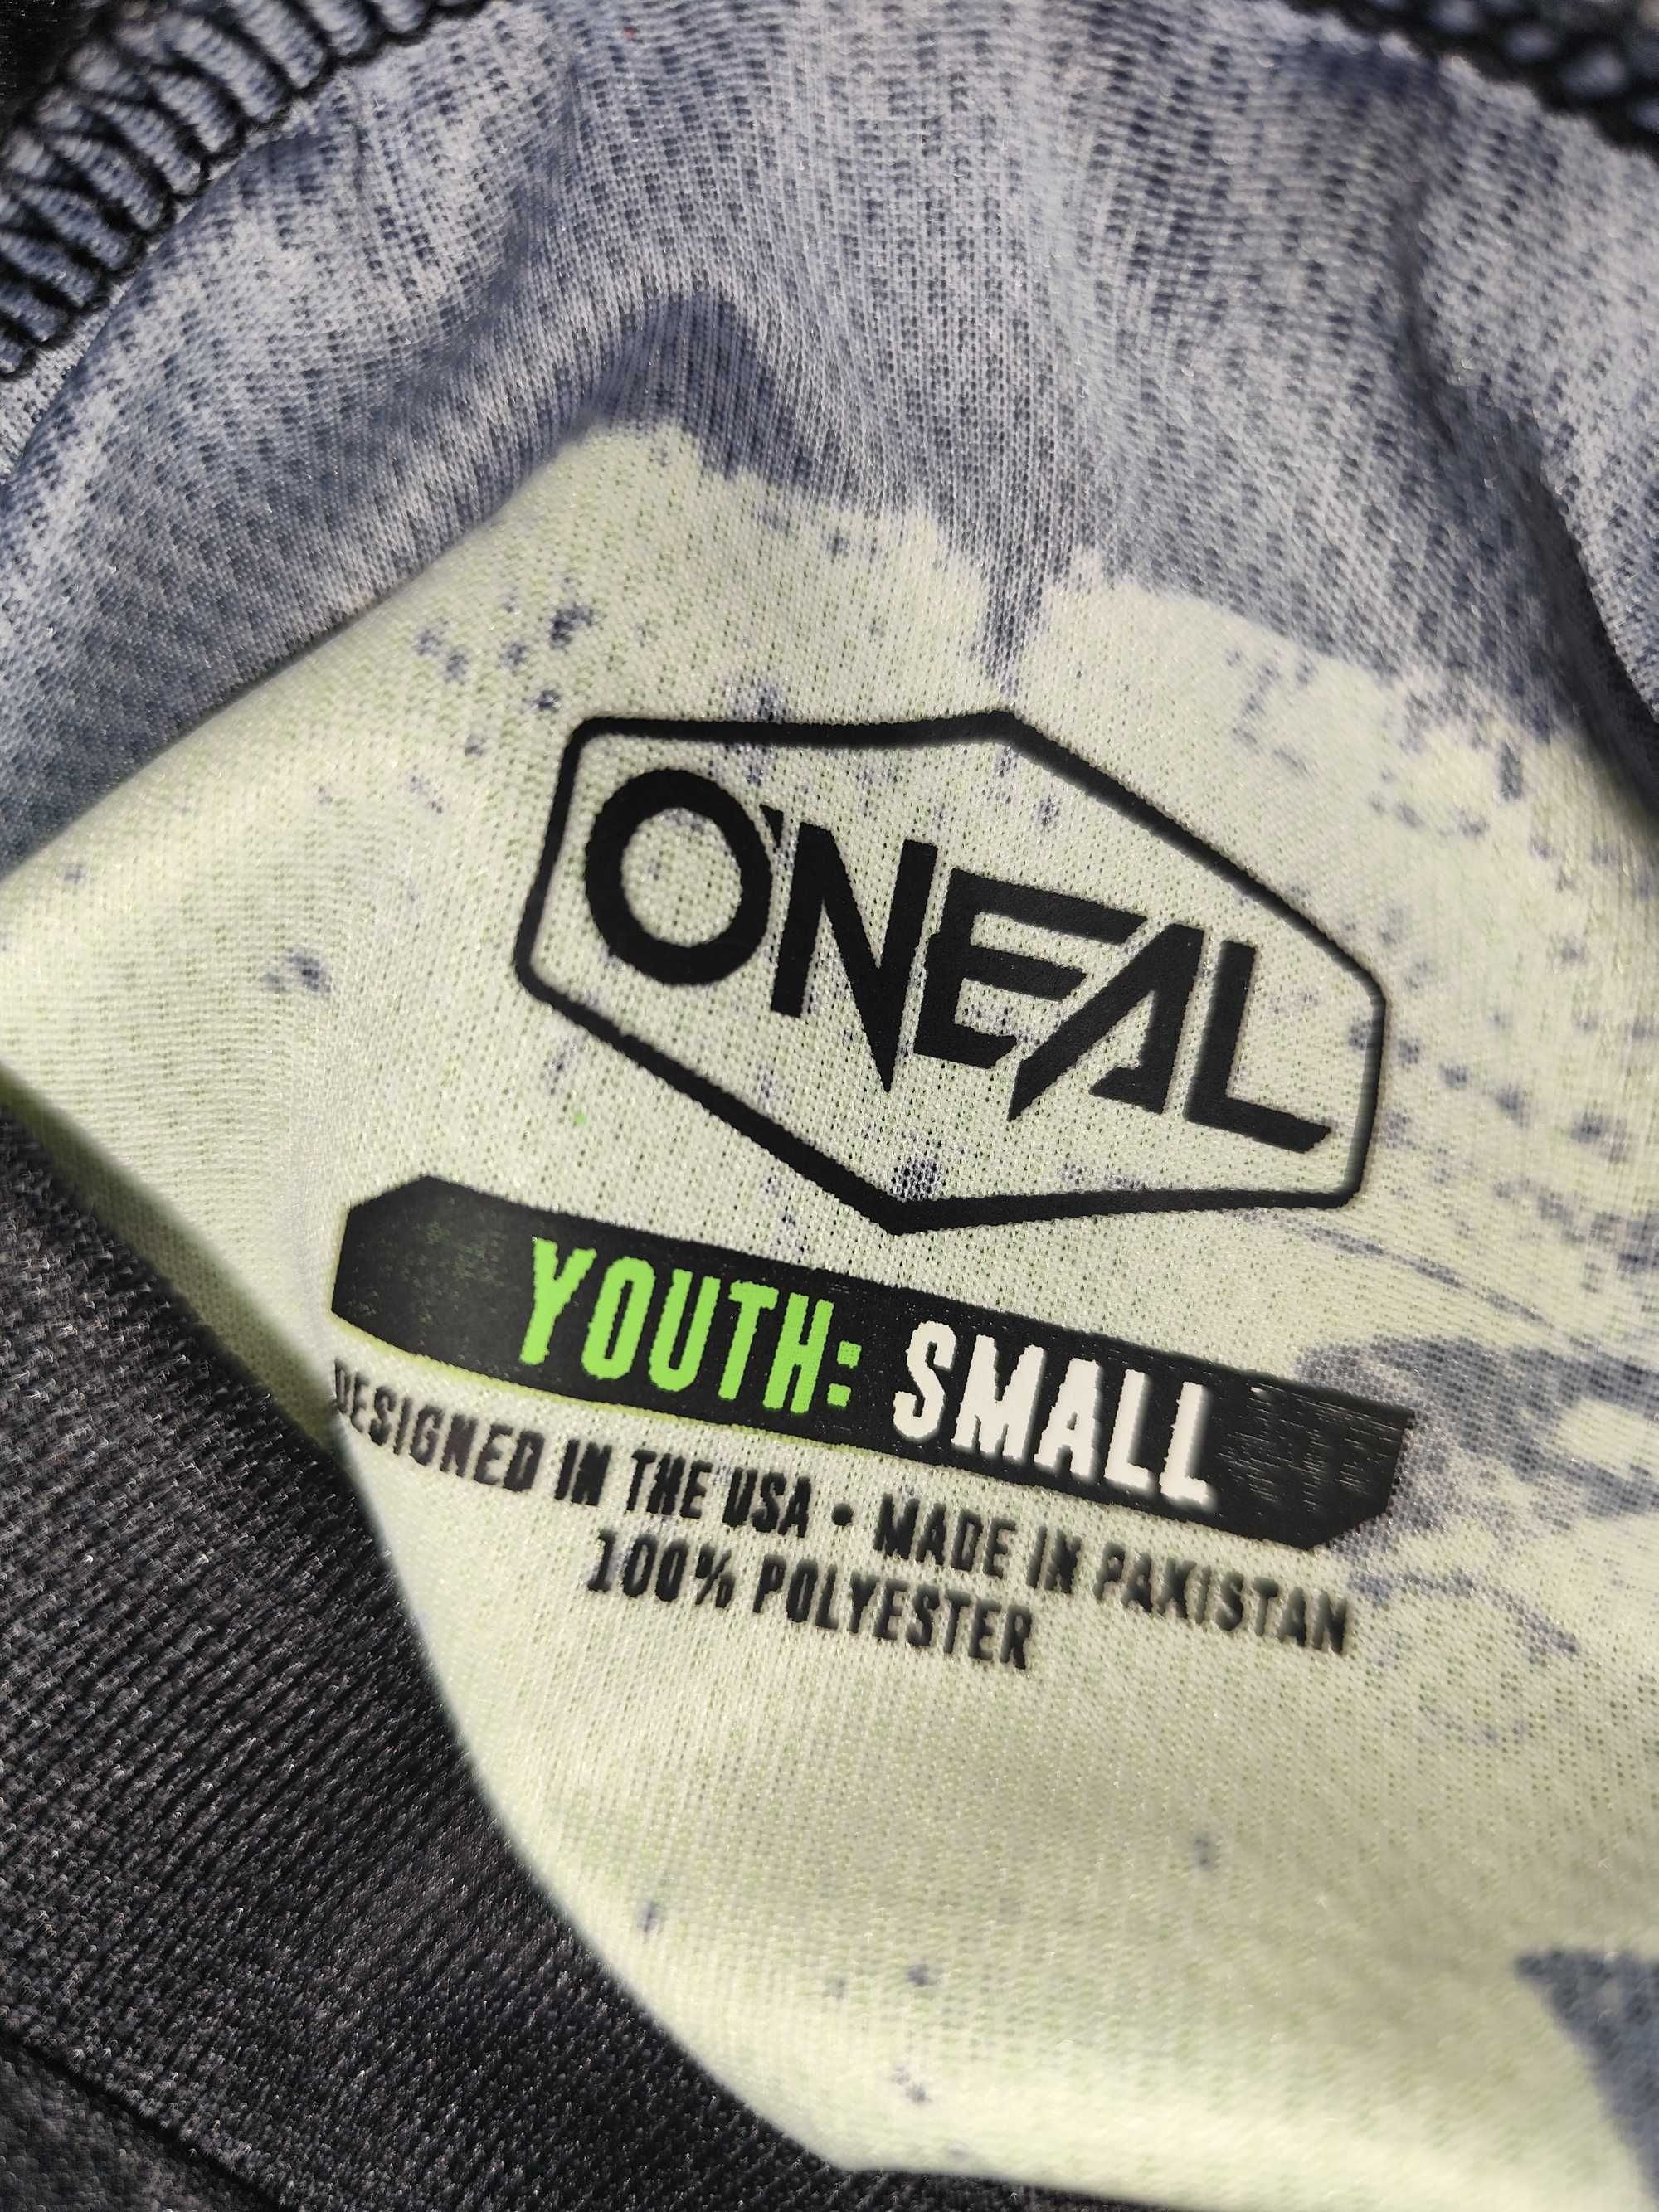 O'NEAL
YOUTH: SMALL
DESIGNED IN THE USA • MADE IN PAKISTAN
100% POLYESTER